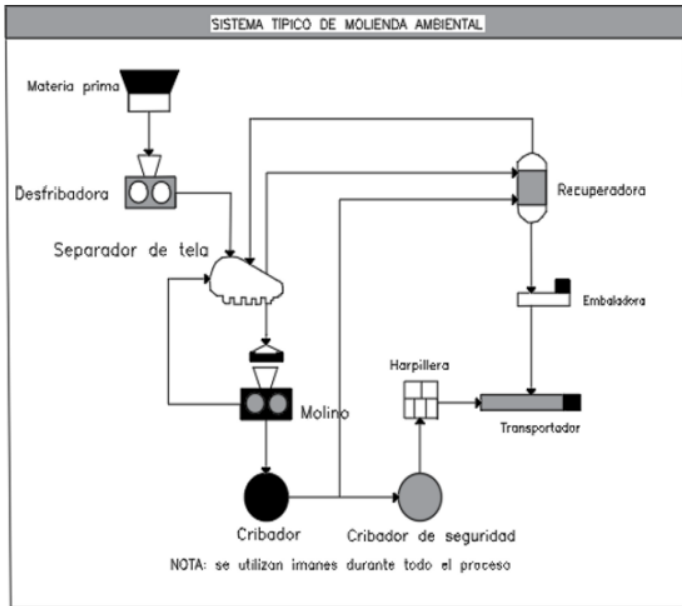 SISTEMA TIPICO DE MOLIENDA AMBIENTAL
Materia prima
Desfribadora
Recuperadora
Separador de tela
Embaladora
Harpillera
Molino
Transportador
Cribador
Cribador de seguridad
NOTA: se utilizan imanes durante todo el proceso